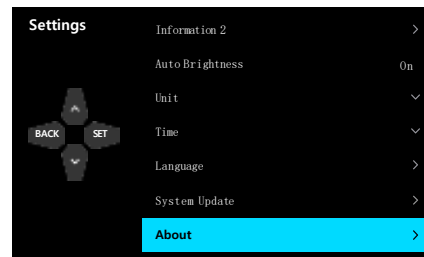 Settings
Information 2
Auto Brightness On
Unit
BACK SET
Time
Language
System Update
About